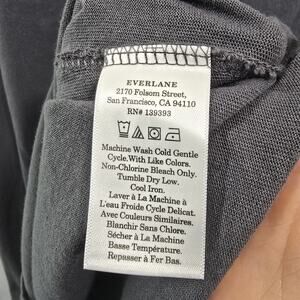 EVERLANE
2170 Folsom Street,
San Francisco, CA 94110
RN# 139393
Machine Wash Cold Gentle
Cycle.With Like Colors.
Non-Chlorine Bleach Only.
Tumble Dry Low.
Cool Iron.
Laver à La Machine à
L'eau Froide Cycle Delicat.
Avec Couleurs Similaires.
Blanchir Sans Chlore.
Sécher à La Machine
Basse Température.
Repasser à Fer Bas.